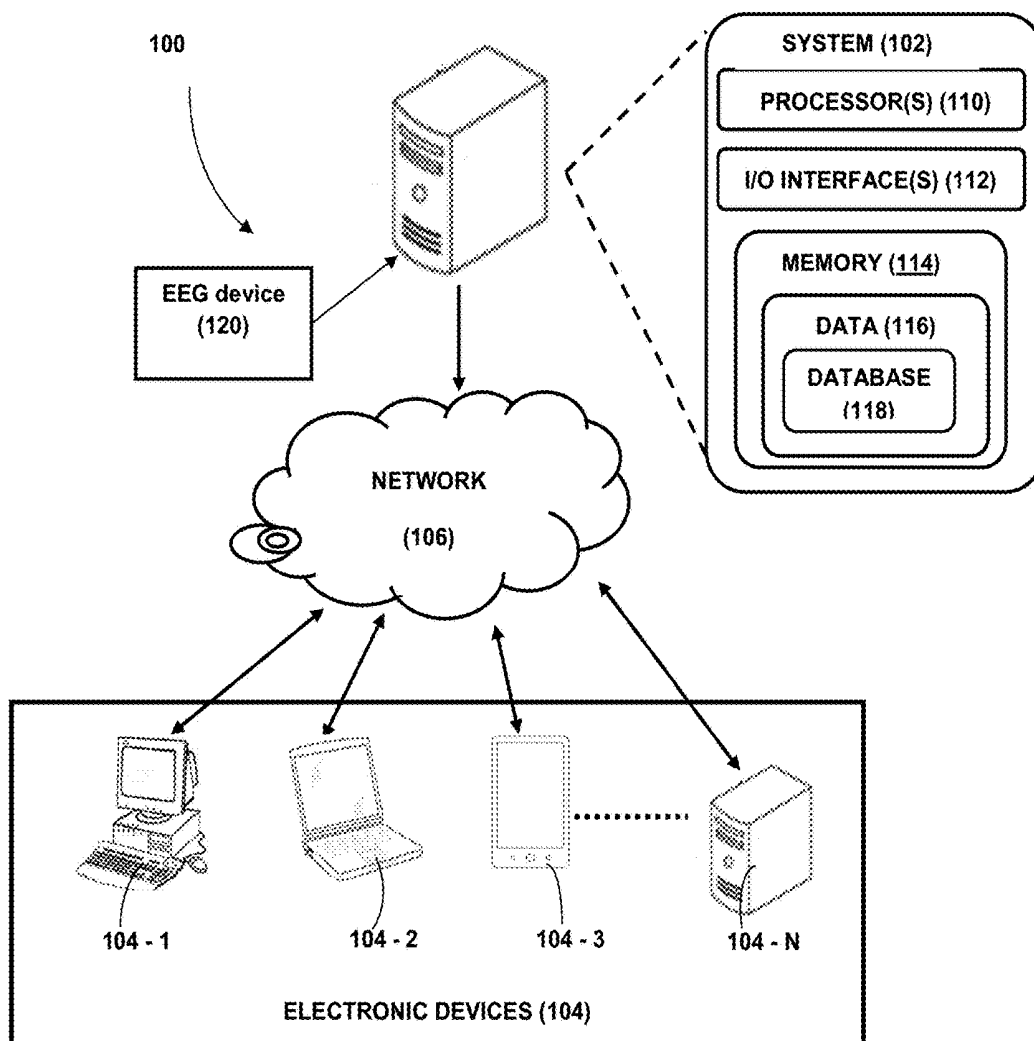 100
SYSTEM (102)
PROCESSOR(S) (110)
I/O INTERFACE(S) (112)
MEMORY (114)
DATA (116)
DATABASE
(118)
EEG device
(120)
NETWORK
(106)
104 - 1
104 - 2
104 - 3
104 - N
ELECTRONIC DEVICES (104)